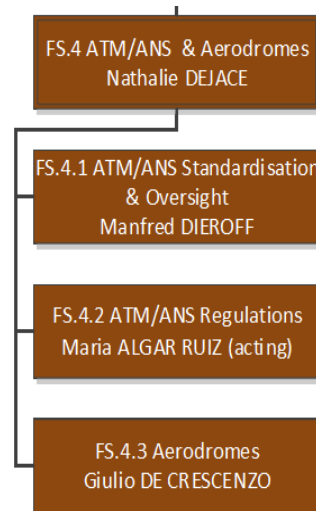 FS.4 ATM/ANS & Aerodromes
Nathalie DEJACE
FS.4.1 ATM/ANS Standardisation
& Oversight
Manfred DIEROFF
FS.4.2 ATM/ANS Regulations
Maria ALGAR RUIZ (acting)
FS.4.3 Aerodromes
Giulio DE CRESCENZO